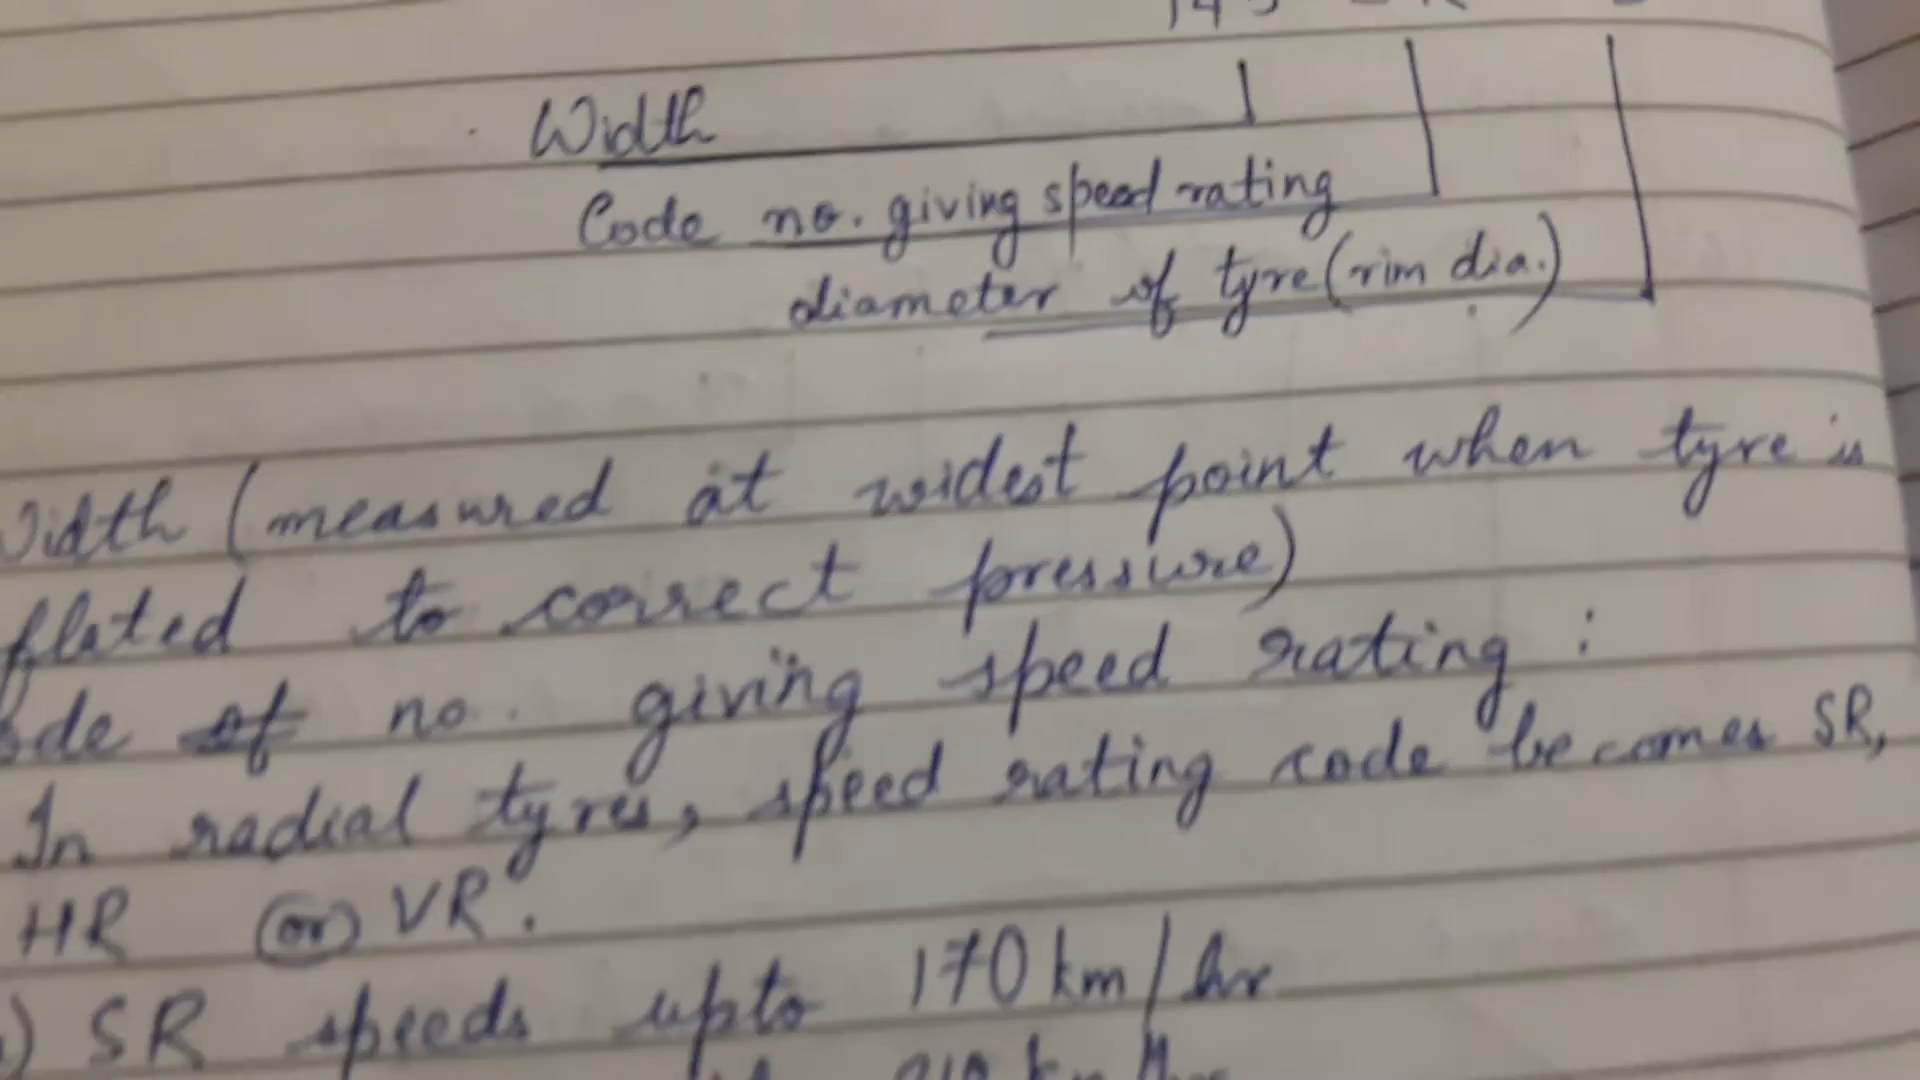 Width
Code no. giving speed rating
diameter of tyre (rim dia.)
width (measured at widest point when tyre is
flated to correct pressure)
de of no. giving speed rating :
In radial tyres, speed rating code becomes SR,
HR (or) VR.
) SR speeds upto 170 km/hr